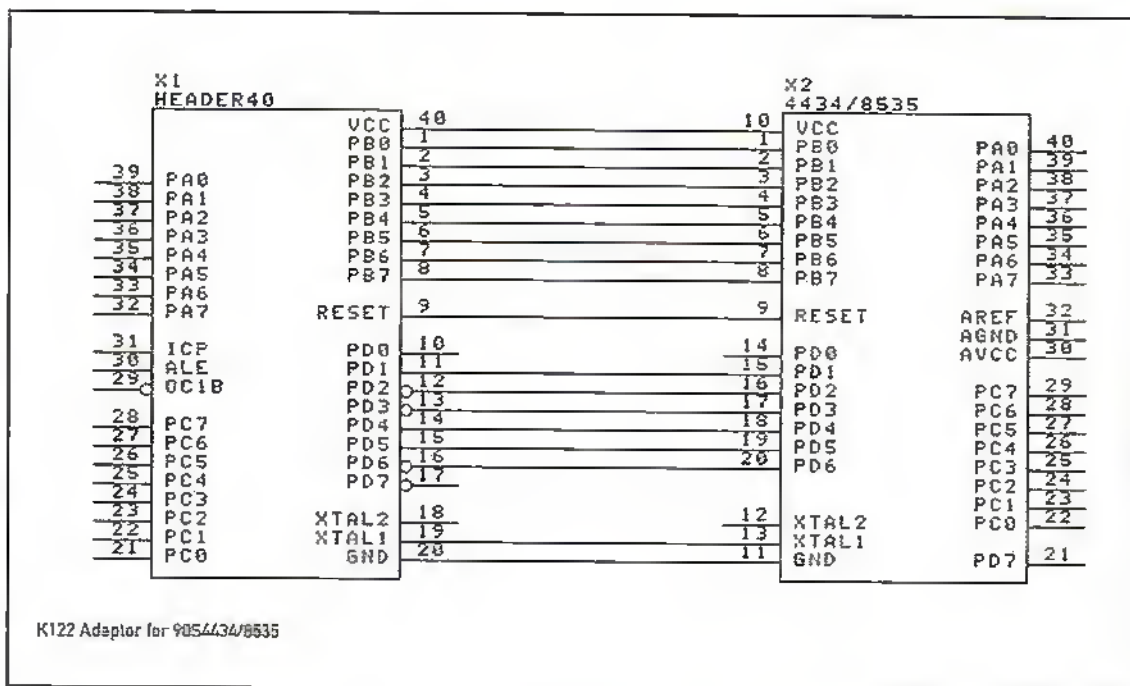 X1
HEADER40
39 PA0
38 PA1
37 PA2
36 PA3
35 PA4
34 PA5
33 PA6
32 PA7
31 ICP
30 ALE
29 OC1B
28 PC7
27 PC6
26 PC5
25 PC4
24 PC3
23 PC2
22 PC1
21 PC0
VCC 40
PB0 1
PB1 2
PB2 3
PB3 4
PB4 5
PB5 6
PB6 7
PB7 8
RESET 9
PD0 10
PD1 11
PD2 12
PD3 13
PD4 14
PD5 15
PD6 16
PD7 17
XTAL2 18
XTAL1 19
GND 20
X2
4434/8535
10 VCC
1 PB0
2 PB1
3 PB2
4 PB3
5 PB4
6 PB5
7 PB6
8 PB7
9 RESET
14 PD0
15 PD1
16 PD2
17 PD3
18 PD4
19 PD5
20 PD6
12 XTAL2
13 XTAL1
11 GND
PA0 40
PA1 39
PA2 38
PA3 37
PA4 36
PA5 35
PA6 34
PA7 33
AREF 32
AGND 31
AVCC 30
PC7 29
PC6 28
PC5 27
PC4 26
PC3 25
PC2 24
PC1 23
PC0 22
PD7 21
K122 Adaptor for 90S4434/8535